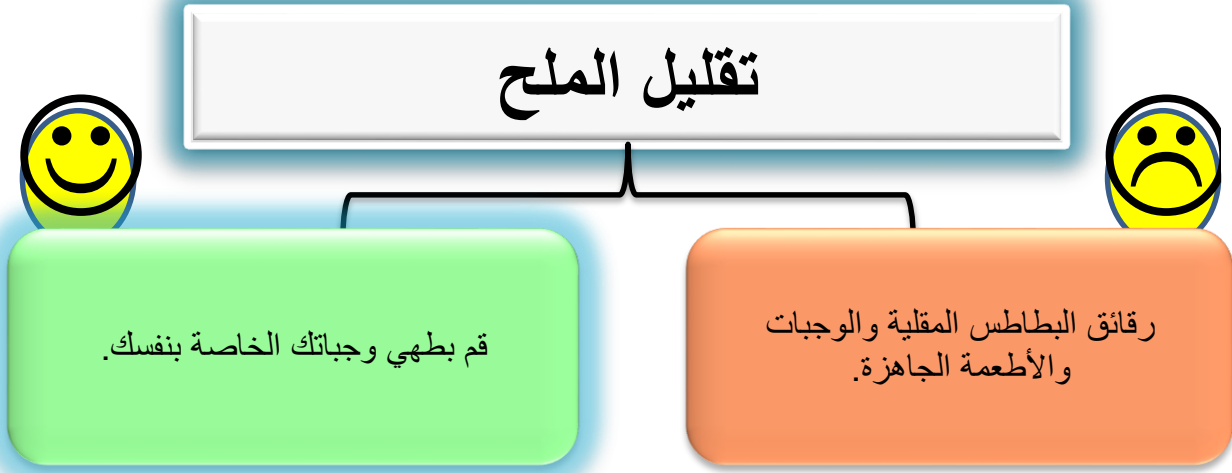 تقليل الملح
رقائق البطاطس المقلية والوجبات
والأطعمة الجاهزة.
قم بطهي وجباتك الخاصة بنفسك.